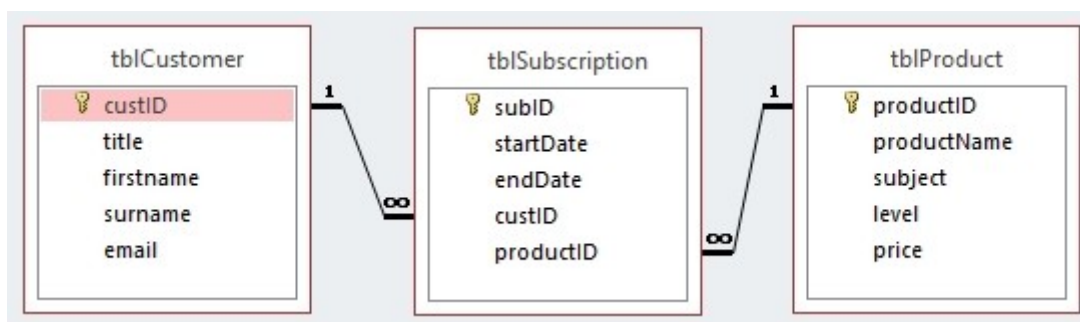 tblCustomer
custID
title
firstname
surname
email
1
∞
tblSubscription
subID
startDate
endDate
custID
productID
∞
1
tblProduct
productID
productName
subject
level
price